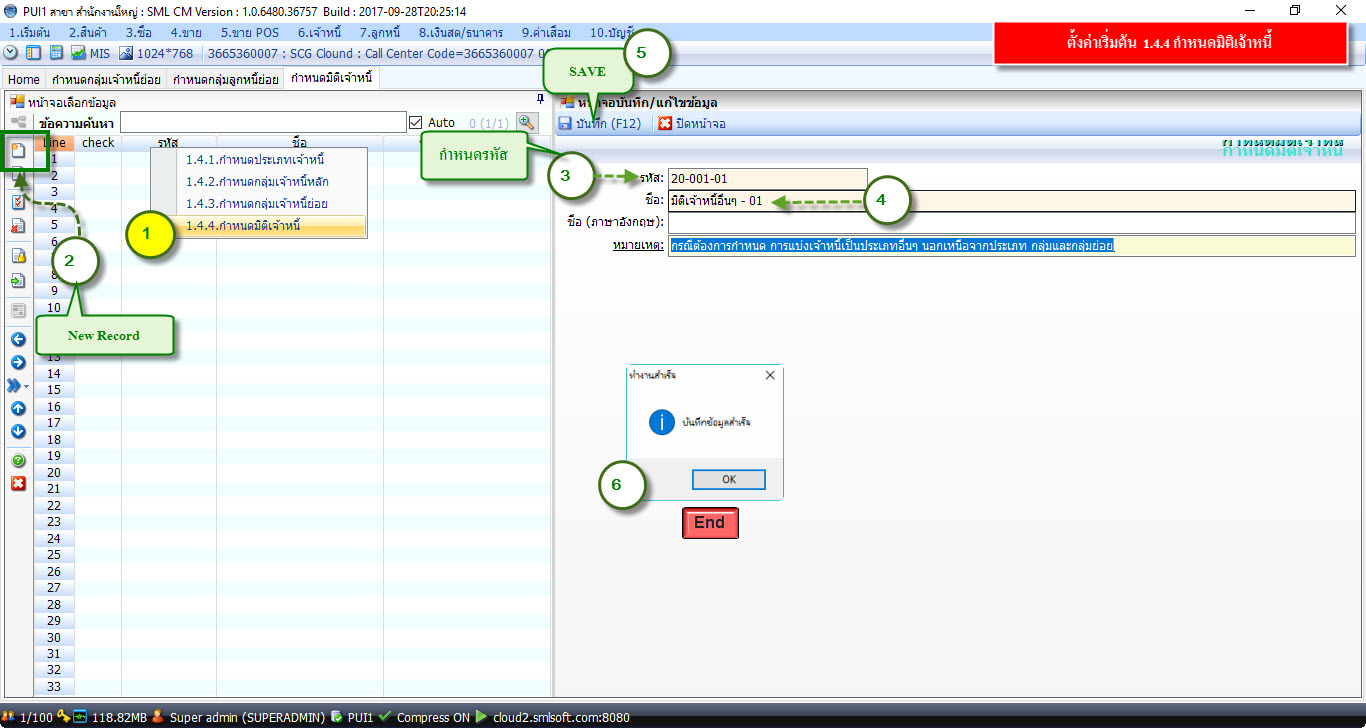 PUI1 สาขา สำนักงานใหญ่ : SML CM Version : 1.0.6480.36757 Build : 2017-09-28T20:25:14
1.เริ่มต้น 2.สินค้า 3.ซื้อ 4.ขาย 5.ขาย POS 6.เจ้าหนี้ 7.ลูกหนี้ 8.เงินสด/ธนาคาร 9.ค่าเสื่อม 10.บัญชี
5
ตั้งค่าเริ่มต้น 1.4.4 กำหนดมิติเจ้าหนี้
MIS 1024*768 3665360007 : SCG Clound : Call Center Code=3665360007
SAVE
Home กำหนดกลุ่มเจ้าหนี้ย่อย กำหนดกลุ่มลูกหนี้ย่อย กำหนดมิติเจ้าหนี้
หน้าจอเลือกข้อมูล
หน้าจอบันทึก/แก้ไขข้อมูล
ข้อความค้นหา Auto 0 (1/1)
บันทึก (F12) ปิดหน้าจอ
Line check รหัส ชื่อ
กำหนดมิติเจ้าหนี้
กำหนดรหัส
1.4.1.กำหนดประเภทเจ้าหนี้
1.4.2.กำหนดกลุ่มเจ้าหนี้หลัก
1.4.3.กำหนดกลุ่มเจ้าหนี้ย่อย
1.4.4.กำหนดมิติเจ้าหนี้
3
รหัส: 20-001-01
ชื่อ: มิติเจ้าหนี้อื่นๆ - 01
4
ชื่อ (ภาษาอังกฤษ):
หมายเหตุ: กรณีต้องการกำหนด การแบ่งเจ้าหนี้เป็นประเภทอื่นๆ นอกเหนือจากประเภท กลุ่มและกลุ่มย่อย
1
2
New Record
1
2
3
4
5
6
8
9
10
13
14
15
16
17
18
19
20
21
22
23
24
25
26
27
28
29
30
31
32
33
ทำงานสำเร็จ
บันทึกข้อมูลสำเร็จ
OK
6
End
1/100 118.82MB Super admin (SUPERADMIN) PUI1 Compress ON cloud2.smlsoft.com:8080